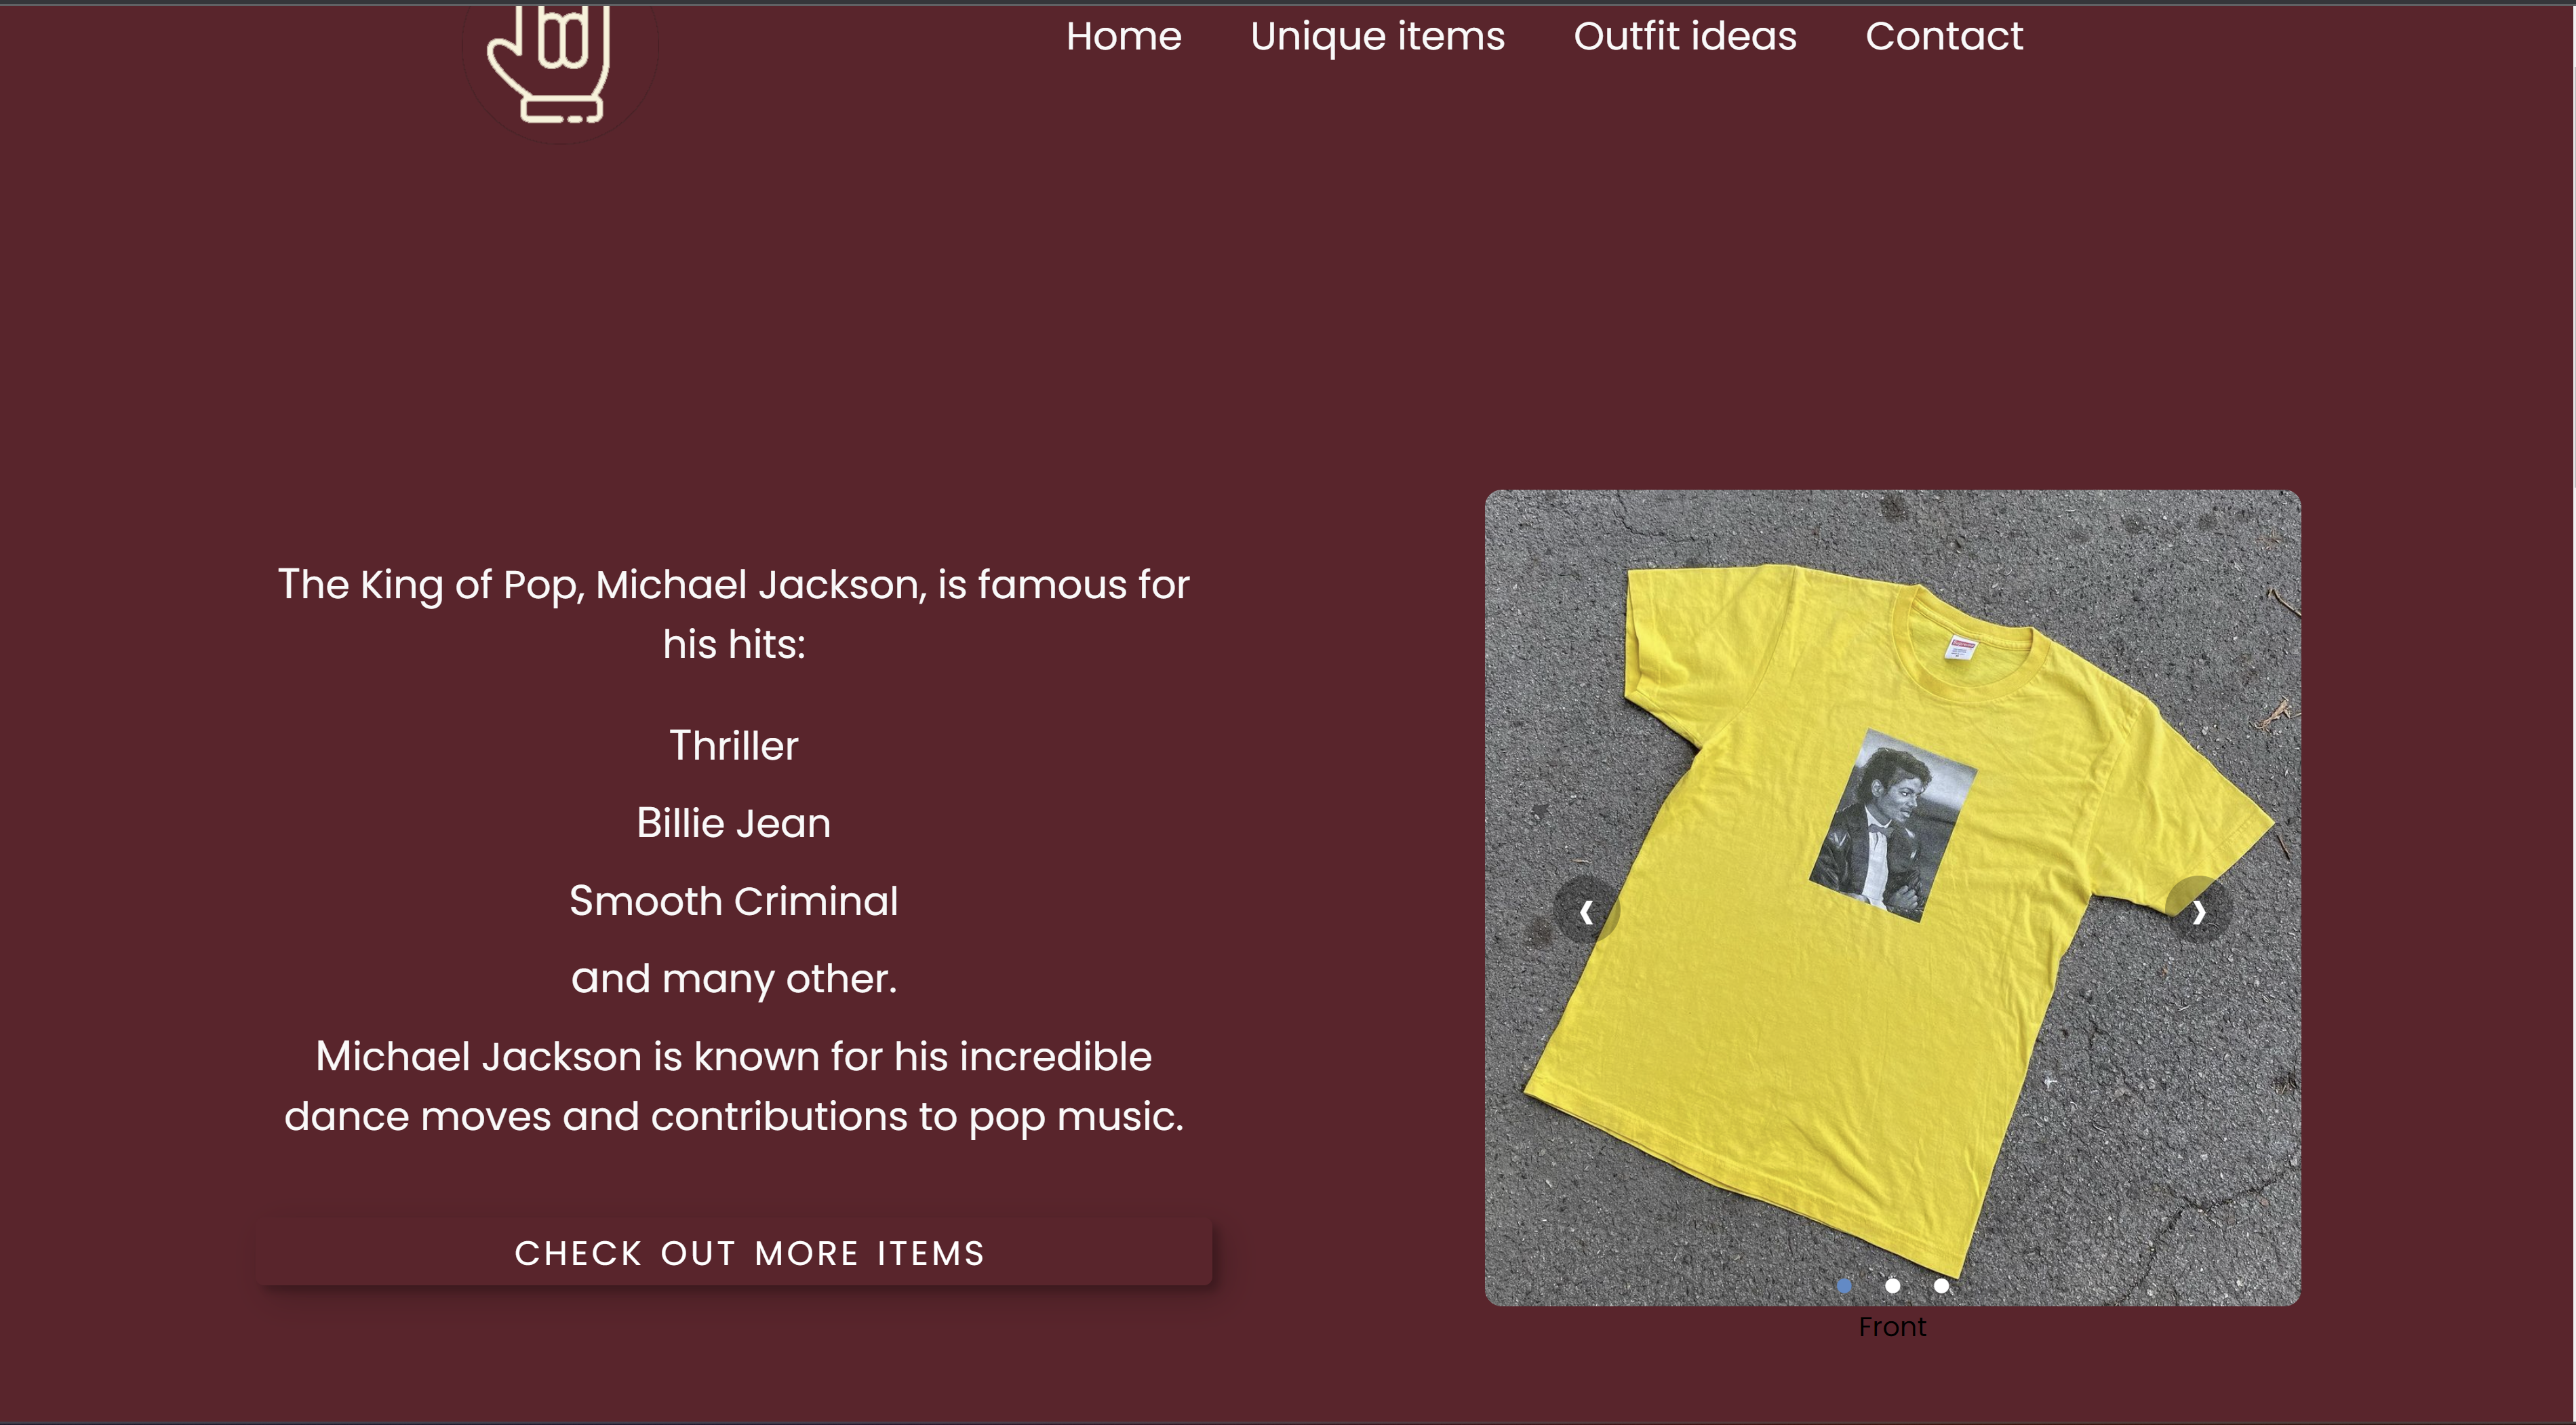 Home Unique items Outfit ideas Contact
The King of Pop, Michael Jackson, is famous for
his hits:
Thriller
Billie Jean
Smooth Criminal
and many other.
Michael Jackson is known for his incredible
dance moves and contributions to pop music.
CHECK OUT MORE ITEMS
Front